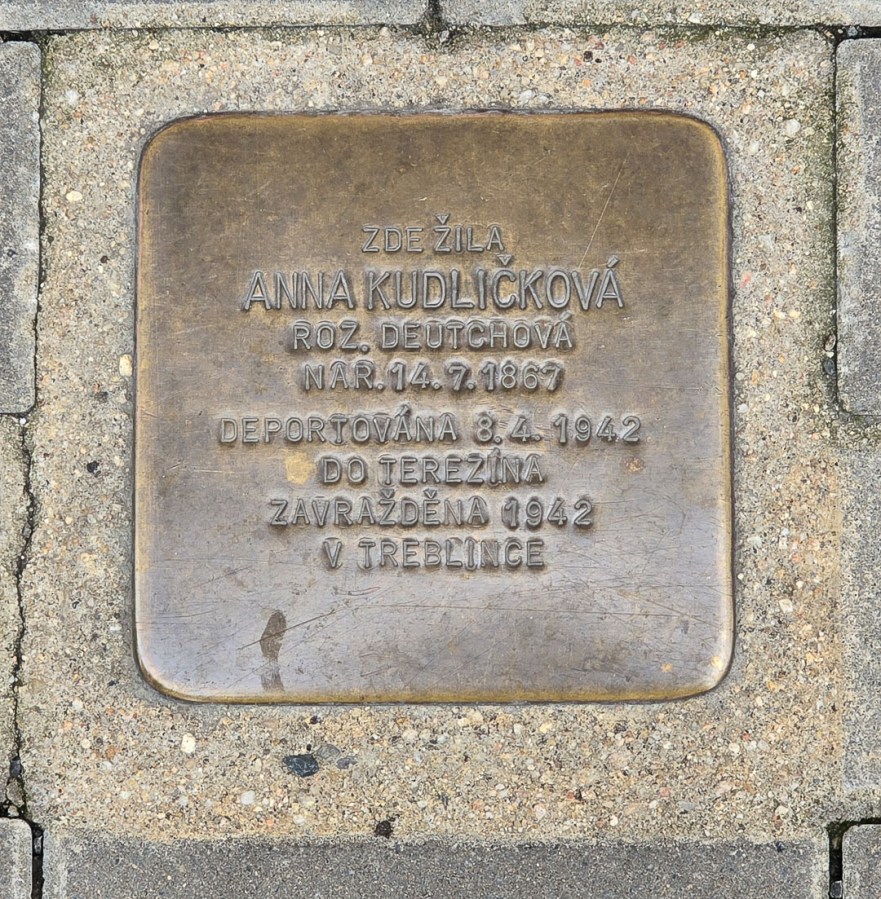 ZDE ŽILA
ANNA KUDLIČKOVÁ
ROZ. DEUTCHOVÁ
NAR. 14.7.1867
DEPORTOVÁNA 8.4.1942
DO TEREZÍNA
ZAVRAŽDĚNA 1942
V TREBLINCE